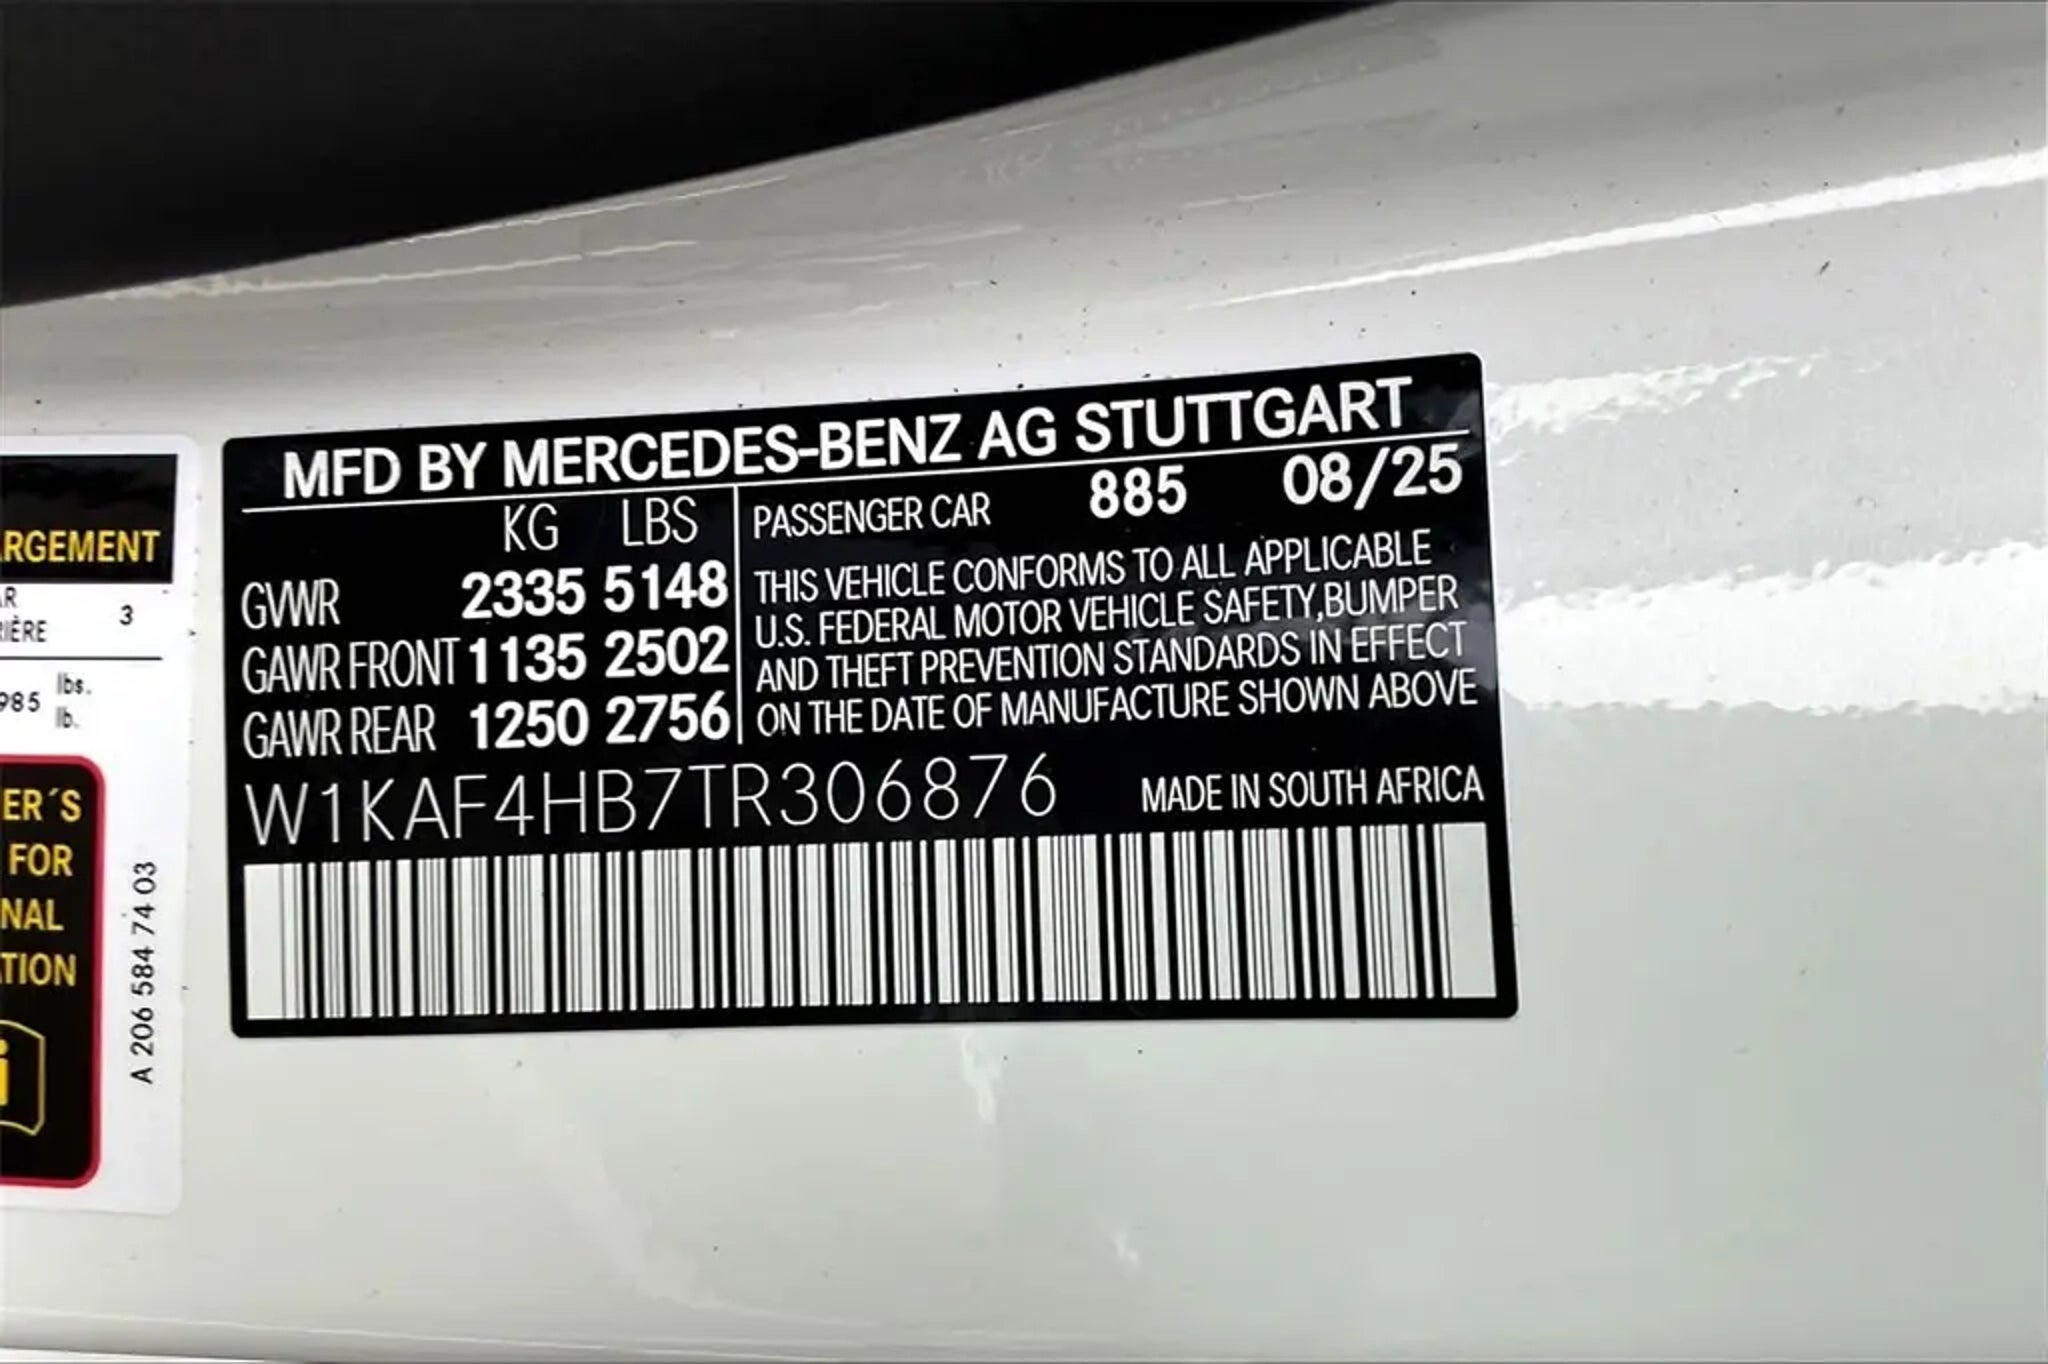 RGEMENT
AR
RIÈRE
3
985
lbs.
lb.
ER´S
FOR
NAL
TION
i
A 206 584 74 03
MFD BY MERCEDES-BENZ AG STUTTGART
KG LBS
GVWR 2335 5148
GAWR FRONT 1135 2502
GAWR REAR 1250 2756
PASSENGER CAR 885 08/25
THIS VEHICLE CONFORMS TO ALL APPLICABLE
U.S. FEDERAL MOTOR VEHICLE SAFETY,BUMPER
AND THEFT PREVENTION STANDARDS IN EFFECT
ON THE DATE OF MANUFACTURE SHOWN ABOVE
W1KAF4HB7TR306876
MADE IN SOUTH AFRICA